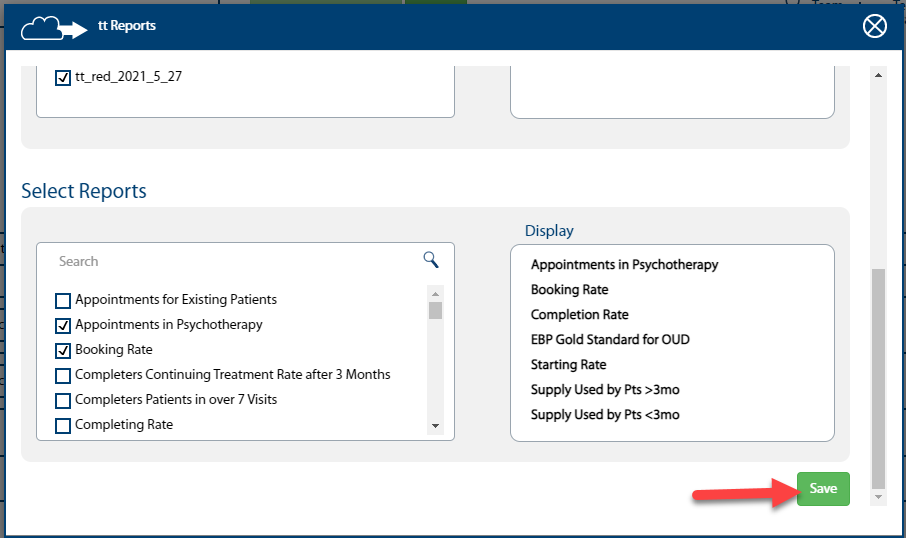 tt Reports
tt_red_2021_5_27
Select Reports
Display
Search
Appointments for Existing Patients
Appointments in Psychotherapy
Booking Rate
Completers Continuing Treatment Rate after 3 Months
Completers Patients in over 7 Visits
Completing Rate
Appointments in Psychotherapy
Booking Rate
Completion Rate
EBP Gold Standard for OUD
Starting Rate
Supply Used by Pts >3mo
Supply Used by Pts <3mo
Save